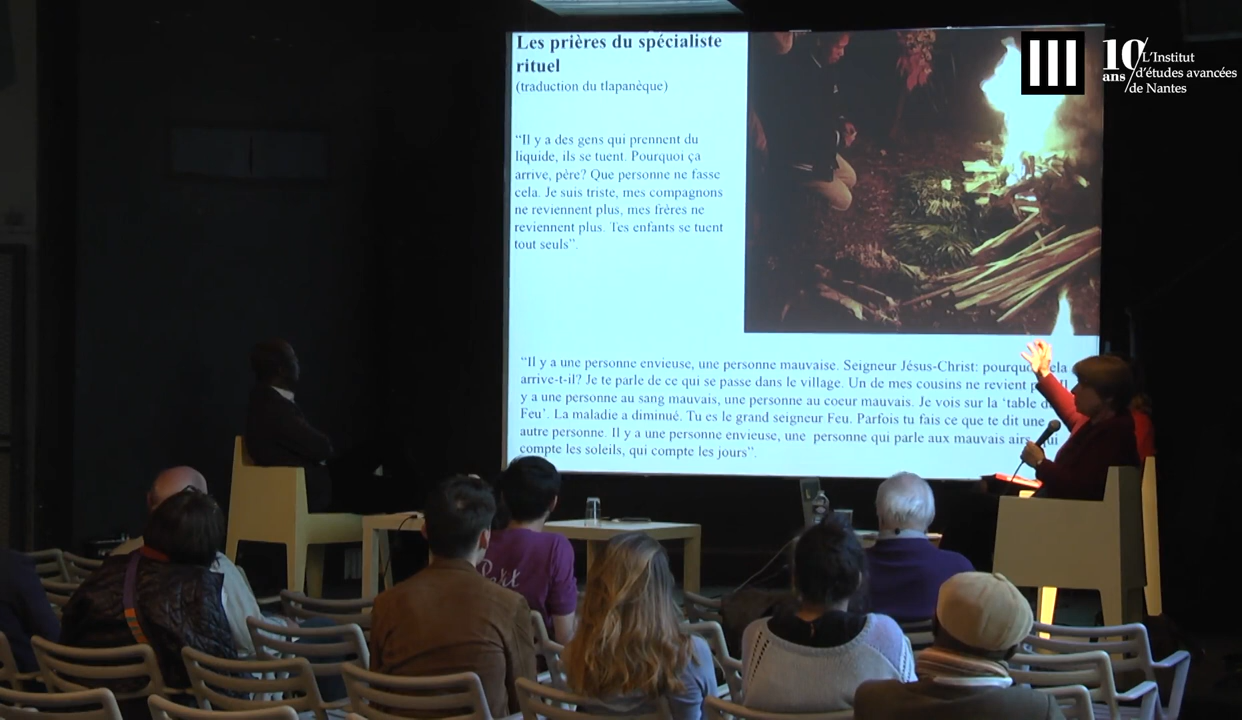 Les prières du spécialiste
rituel
(traduction du tlapanèque)
“Il y a des gens qui prennent du
liquide, ils se tuent. Pourquoi ça
arrive, père? Que personne ne fasse
cela. Je suis triste, mes compagnons
ne reviennent plus, mes frères ne
reviennent plus. Tes enfants se tuent
tout seuls”.
“Il y a une personne envieuse, une personne mauvaise. Seigneur Jésus-Christ: pourquoi
arrive-t-il? Je te parle de ce qui se passe dans le village. Un de mes cousins ne revient
y a une personne au sang mauvais, une personne au coeur mauvais. Je vois sur la ‘table
Feu’. La maladie a diminué. Tu es le grand seigneur Feu. Parfois tu fais ce que te dit une
autre personne. Il y a une personne envieuse, une personne qui parle aux mauvais airs, qui
compte les soleils, qui compte les jours”.
10
ans
L’Institut
d’études avancées
de Nantes